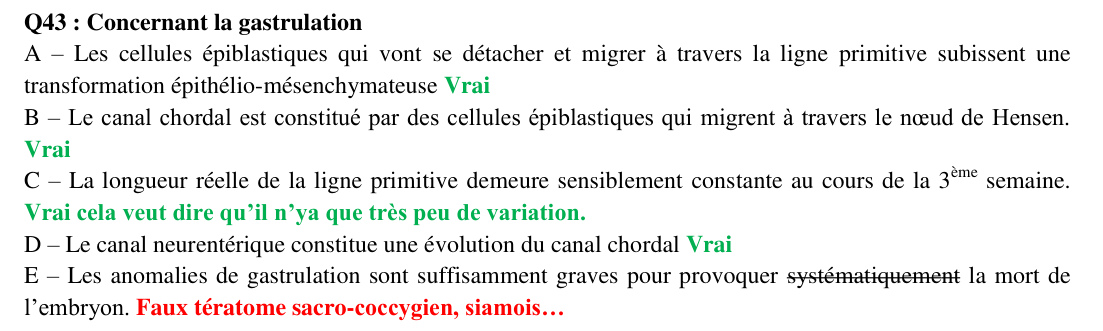 Q43 : Concernant la gastrulation
A – Les cellules épiblastiques qui vont se détacher et migrer à travers la ligne primitive subissent une
transformation épithélio-mésenchymateuse Vrai
B – Le canal chordal est constitué par des cellules épiblastiques qui migrent à travers le nœud de Hensen.
Vrai
C – La longueur réelle de la ligne primitive demeure sensiblement constante au cours de la 3ème semaine.
Vrai cela veut dire qu’il n’ya que très peu de variation.
D – Le canal neurentérique constitue une évolution du canal chordal Vrai
E – Les anomalies de gastrulation sont suffisamment graves pour provoquer systématiquement la mort de
l’embryon. Faux tératome sacro-coccygien, siamois…